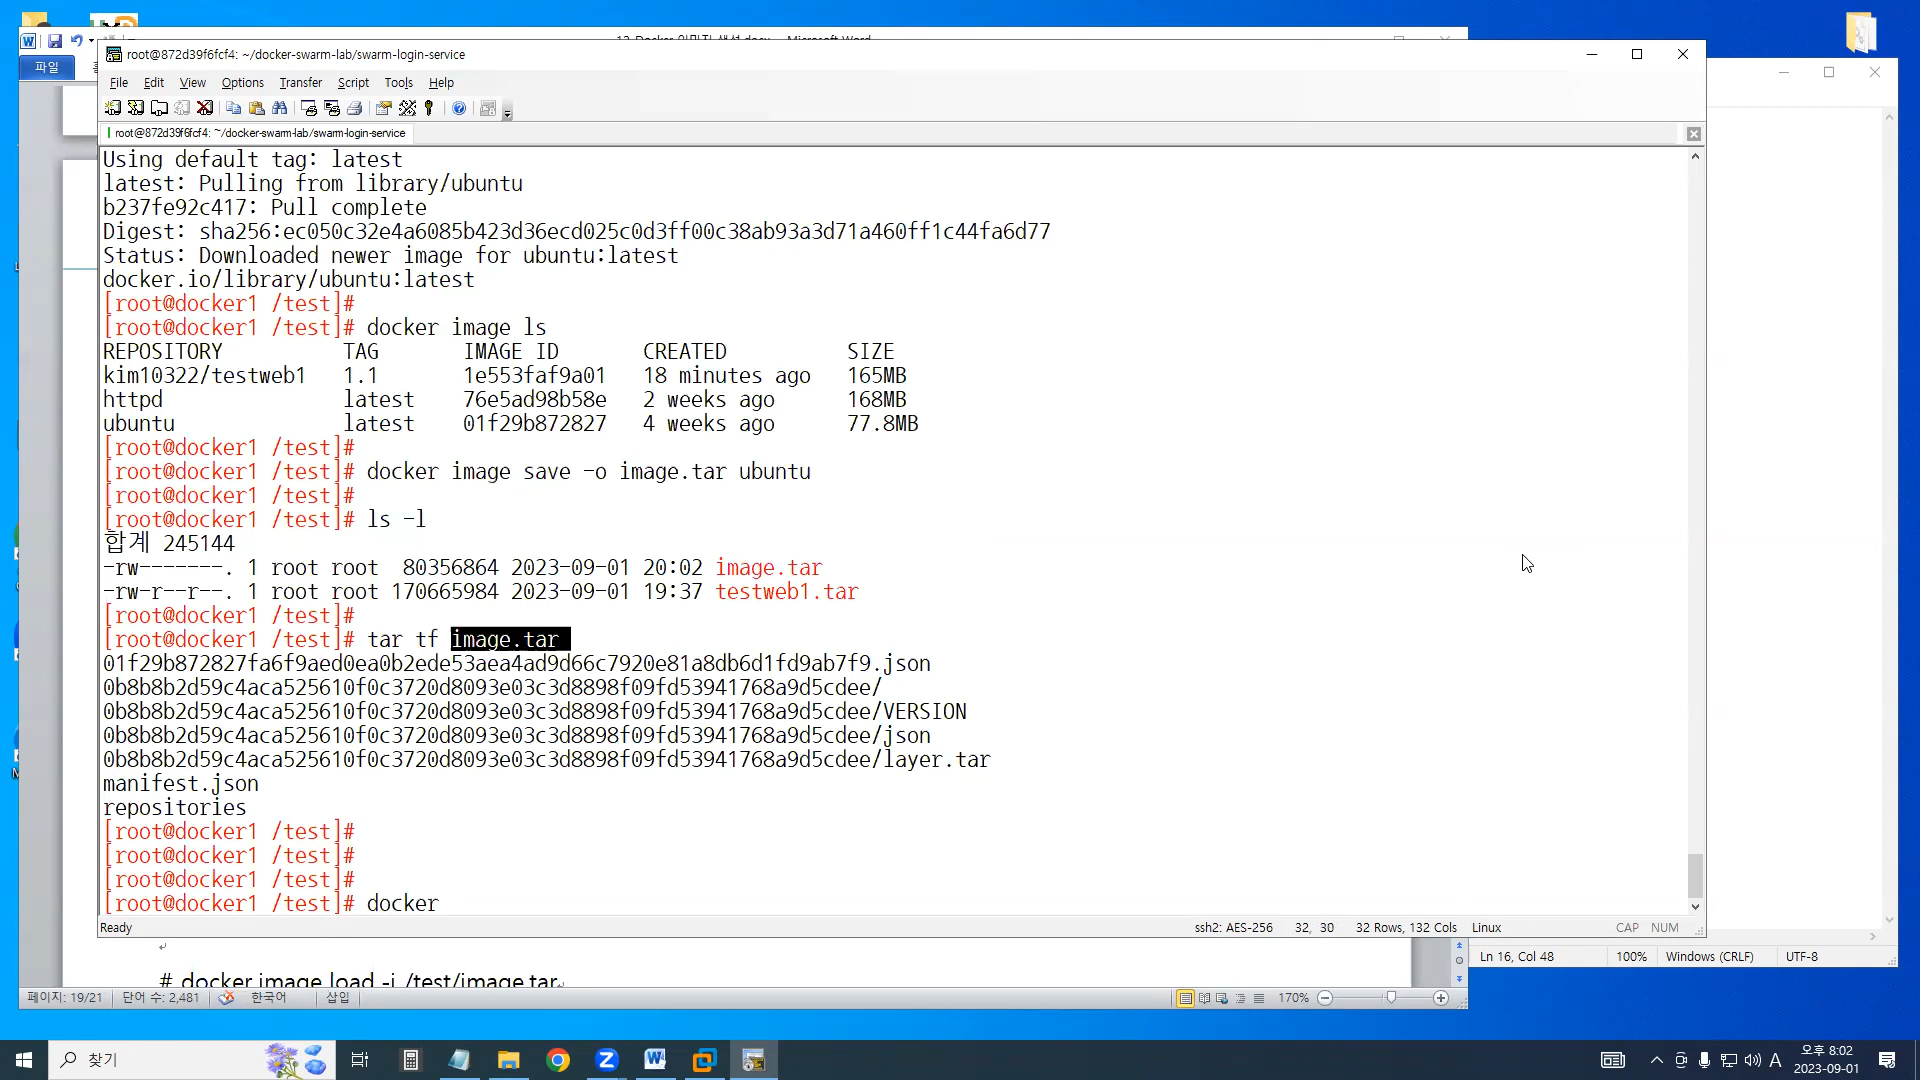 root@872d39f6fcf4: ~/docker-swarm-lab/swarm-login-service
파일
File Edit View Options Transfer Script Tools Help
root@872d39f6fcf4: ~/docker-swarm-lab/swarm-login-service
Using default tag: latest
latest: Pulling from library/ubuntu
b237fe92c417: Pull complete
Digest: sha256:ec050c32e4a6085b423d36ecd025c0d3ff00c38ab93a3d71a460ff1c44fa6d77
Status: Downloaded newer image for ubuntu:latest
docker.io/library/ubuntu:latest
[root@docker1 /test]#
[root@docker1 /test]# docker image ls
REPOSITORY TAG IMAGE ID CREATED SIZE
kim10322/testweb1 1.1 1e553faf9a01 18 minutes ago 165MB
httpd latest 76e5ad98b58e 2 weeks ago 168MB
ubuntu latest 01f29b872827 4 weeks ago 77.8MB
[root@docker1 /test]#
[root@docker1 /test]# docker image save -o image.tar ubuntu
[root@docker1 /test]#
[root@docker1 /test]# ls -l
합계 245144
-rw-------. 1 root root 80356864 2023-09-01 20:02 image.tar
-rw-r--r--. 1 root root 170665984 2023-09-01 19:37 testweb1.tar
[root@docker1 /test]#
[root@docker1 /test]# tar tf image.tar
01f29b872827fa6f9aed0ea0b2ede53aea4ad9d66c7920e81a8db6d1fd9ab7f9.json
0b8b8b2d59c4aca525610f0c3720d8093e03c3d8898f09fd53941768a9d5cdee/
0b8b8b2d59c4aca525610f0c3720d8093e03c3d8898f09fd53941768a9d5cdee/VERSION
0b8b8b2d59c4aca525610f0c3720d8093e03c3d8898f09fd53941768a9d5cdee/json
0b8b8b2d59c4aca525610f0c3720d8093e03c3d8898f09fd53941768a9d5cdee/layer.tar
manifest.json
repositories
[root@docker1 /test]#
[root@docker1 /test]#
[root@docker1 /test]#
[root@docker1 /test]# docker
Ready ssh2: AES-256 32, 30 32 Rows, 132 Cols Linux CAP NUM
Ln 16, Col 48 100% Windows (CRLF) UTF-8
# docker image load -i /test/image.tar
페이지: 19/21 단어 수: 2,481 한국어 삽입 170%
찾기
A 오후 8:02
2023-09-01